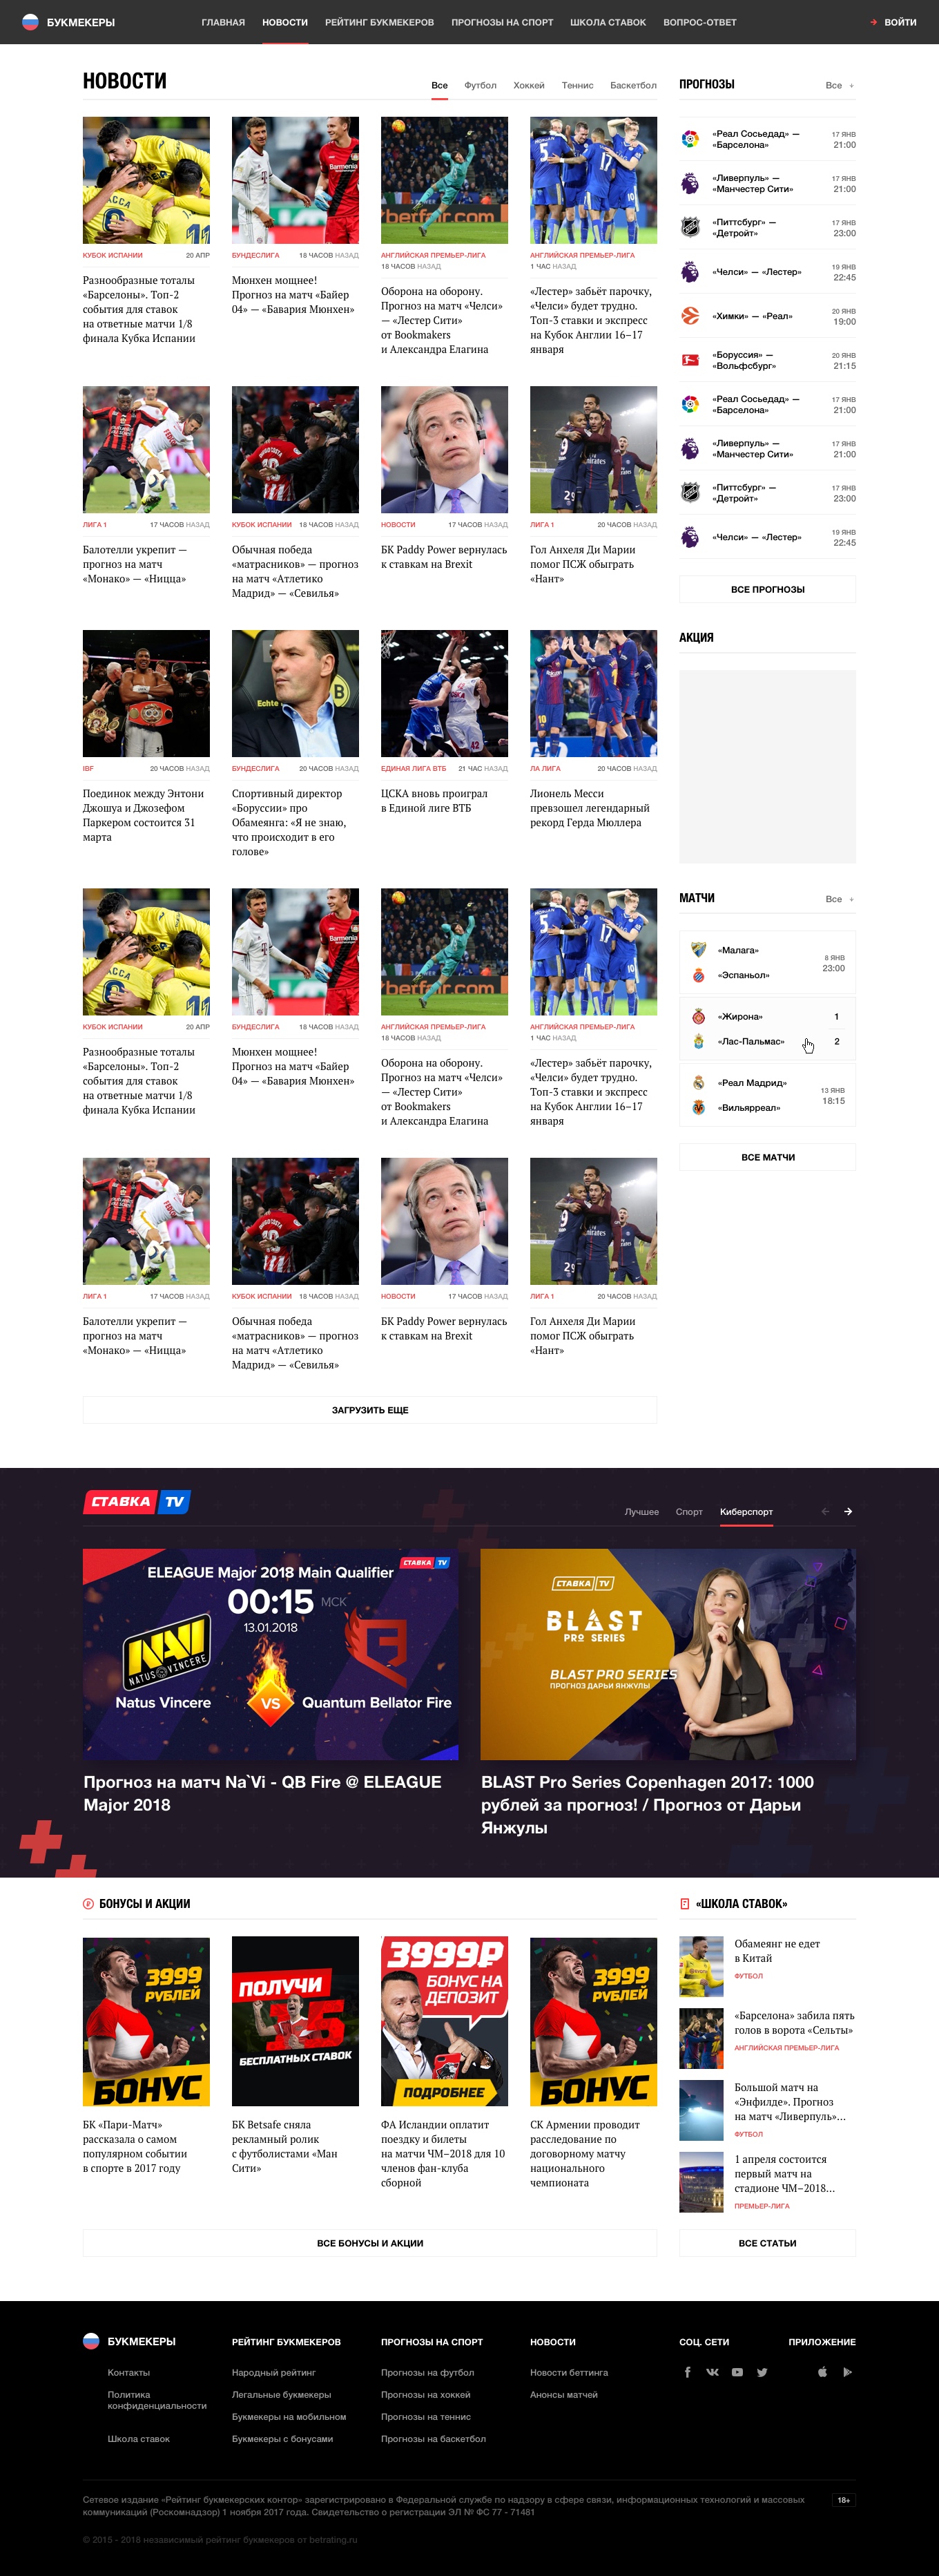 БУКМЕКЕРЫ
ГЛАВНАЯ НОВОСТИ РЕЙТИНГ БУКМЕКЕРОВ ПРОГНОЗЫ НА СПОРТ ШКОЛА СТАВОК ВОПРОС-ОТВЕТ
ВОЙТИ
НОВОСТИ
Все Футбол Хоккей Теннис Баскетбол
КУБОК ИСПАНИИ 20 АПР
Разнообразные тоталы
«Барселоны». Топ-2
события для ставок
на ответные матчи 1/8
финала Кубка Испании
БУНДЕСЛИГА 18 ЧАСОВ НАЗАД
Мюнхен мощнее!
Прогноз на матч «Байер
04» — «Бавария Мюнхен»
АНГЛИЙСКАЯ ПРЕМЬЕР-ЛИГА
18 ЧАСОВ НАЗАД
Оборона на оборону.
Прогноз на матч «Челси»
— «Лестер Сити»
от Bookmakers
и Александра Елагина
АНГЛИЙСКАЯ ПРЕМЬЕР-ЛИГА
1 ЧАС НАЗАД
«Лестер» забьёт парочку,
«Челси» будет трудно.
Топ-3 ставки и экспресс
на Кубок Англии 16–17
января
ЛИГА 1 17 ЧАСОВ НАЗАД
Балотелли укрепит —
прогноз на матч
«Монако» — «Ницца»
КУБОК ИСПАНИИ 18 ЧАСОВ НАЗАД
Обычная победа
«матрасников» — прогноз
на матч «Атлетико
Мадрид» — «Севилья»
НОВОСТИ 17 ЧАСОВ НАЗАД
БК Paddy Power вернулась
к ставкам на Brexit
ЛИГА 1 20 ЧАСОВ НАЗАД
Гол Анхеля Ди Марии
помог ПСЖ обыграть
«Нант»
IBF 20 ЧАСОВ НАЗАД
Поединок между Энтони
Джошуа и Джозефом
Паркером состоится 31
марта
БУНДЕСЛИГА 20 ЧАСОВ НАЗАД
Спортивный директор
«Боруссии» про
Обамеянга: «Я не знаю,
что происходит в его
голове»
ЕДИНАЯ ЛИГА ВТБ 21 ЧАС НАЗАД
ЦСКА вновь проиграл
в Единой лиге ВТБ
ЛА ЛИГА 20 ЧАСОВ НАЗАД
Лионель Месси
превзошел легендарный
рекорд Герда Мюллера
КУБОК ИСПАНИИ 20 АПР
Разнообразные тоталы
«Барселоны». Топ-2
события для ставок
на ответные матчи 1/8
финала Кубка Испании
БУНДЕСЛИГА 18 ЧАСОВ НАЗАД
Мюнхен мощнее!
Прогноз на матч «Байер
04» — «Бавария Мюнхен»
АНГЛИЙСКАЯ ПРЕМЬЕР-ЛИГА
18 ЧАСОВ НАЗАД
Оборона на оборону.
Прогноз на матч «Челси»
— «Лестер Сити»
от Bookmakers
и Александра Елагина
АНГЛИЙСКАЯ ПРЕМЬЕР-ЛИГА
1 ЧАС НАЗАД
«Лестер» забьёт парочку,
«Челси» будет трудно.
Топ-3 ставки и экспресс
на Кубок Англии 16–17
января
ЛИГА 1 17 ЧАСОВ НАЗАД
Балотелли укрепит —
прогноз на матч
«Монако» — «Ницца»
КУБОК ИСПАНИИ 18 ЧАСОВ НАЗАД
Обычная победа
«матрасников» — прогноз
на матч «Атлетико
Мадрид» — «Севилья»
НОВОСТИ 17 ЧАСОВ НАЗАД
БК Paddy Power вернулась
к ставкам на Brexit
ЛИГА 1 20 ЧАСОВ НАЗАД
Гол Анхеля Ди Марии
помог ПСЖ обыграть
«Нант»
ЗАГРУЗИТЬ ЕЩЕ
ПРОГНОЗЫ Все +
«Реал Сосьедад» — 17 ЯНВ
«Барселона» 21:00
«Ливерпуль» — 17 ЯНВ
«Манчестер Сити» 21:00
«Питтсбург» — 17 ЯНВ
«Детройт» 23:00
«Челси» — «Лестер» 19 ЯНВ
22:45
«Химки» — «Реал» 20 ЯНВ
19:00
«Боруссия» — 20 ЯНВ
«Вольфсбург» 21:15
«Реал Сосьедад» — 17 ЯНВ
«Барселона» 21:00
«Ливерпуль» — 17 ЯНВ
«Манчестер Сити» 21:00
«Питтсбург» — 17 ЯНВ
«Детройт» 23:00
«Челси» — «Лестер» 19 ЯНВ
22:45
ВСЕ ПРОГНОЗЫ
АКЦИЯ
МАТЧИ Все +
«Малага» 8 ЯНВ
«Эспаньол» 23:00
«Жирона» 1
«Лас-Пальмас» 2
«Реал Мадрид» 13 ЯНВ
«Вильярреал» 18:15
ВСЕ МАТЧИ
СТАВКА TV
Лучшее Спорт Киберспорт
СТАВКА TV
ELEAGUE Major 2018 Main Qualifier
00:15 МСК
13.01.2018
NAVI
NATUS VINCERE
VS
Natus Vincere Quantum Bellator Fire
Прогноз на матч Na`Vi - QB Fire @ ELEAGUE
Major 2018
СТАВКА TV
BLAST
PRO SERIES
BLAST PRO SERIES
ПРОГНОЗ ДАРЬИ ЯНЖУЛЫ
BLAST Pro Series Copenhagen 2017: 1000
рублей за прогноз! / Прогноз от Дарьи
Янжулы
БОНУСЫ И АКЦИИ
3999
РУБЛЕЙ
БОНУС
БК «Пари-Матч»
рассказала о самом
популярном событии
в спорте в 2017 году
ПОЛУЧИ
15
БЕСПЛАТНЫХ СТАВОК
БК Betsafe сняла
рекламный ролик
с футболистами «Ман
Сити»
3999₽
БОНУС НА
ДЕПОЗИТ
ПОДРОБНЕЕ
ФА Исландии оплатит
поездку и билеты
на матчи ЧМ–2018 для 10
членов фан-клуба
сборной
3999
РУБЛЕЙ
БОНУС
СК Армении проводит
расследование по
договорному матчу
национального
чемпионата
ВСЕ БОНУСЫ И АКЦИИ
«ШКОЛА СТАВОК»
Обамеянг не едет
в Китай
ФУТБОЛ
«Барселона» забила пять
голов в ворота «Сельты»
АНГЛИЙСКАЯ ПРЕМЬЕР-ЛИГА
Большой матч на
«Энфилде». Прогноз
на матч «Ливерпуль»...
ФУТБОЛ
1 апреля состоится
первый матч на
стадионе ЧМ–2018...
ПРЕМЬЕР-ЛИГА
ВСЕ СТАТЬИ
БУКМЕКЕРЫ
Контакты
Политика
конфиденциальности
Школа ставок
РЕЙТИНГ БУКМЕКЕРОВ
Народный рейтинг
Легальные букмекеры
Букмекеры на мобильном
Букмекеры с бонусами
ПРОГНОЗЫ НА СПОРТ
Прогнозы на футбол
Прогнозы на хоккей
Прогнозы на теннис
Прогнозы на баскетбол
НОВОСТИ
Новости беттинга
Анонсы матчей
СОЦ. СЕТИ
ПРИЛОЖЕНИЕ
Сетевое издание «Рейтинг букмекерских контор» зарегистрировано в Федеральной службе по надзору в сфере связи, информационных технологий и массовых
коммуникаций (Роскомнадзор) 1 ноября 2017 года. Свидетельство о регистрации ЭЛ № ФС 77 - 71481
18+
© 2015 - 2018 независимый рейтинг букмекеров от betrating.ru